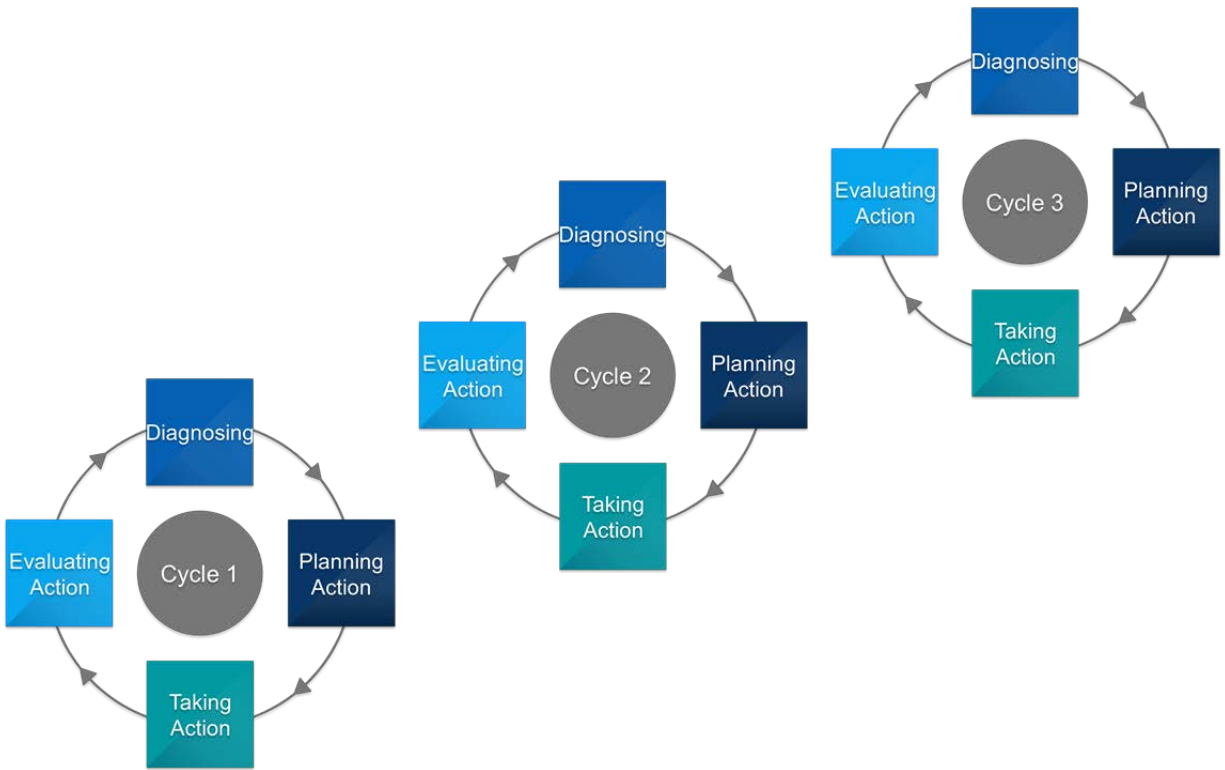 Diagnosing
Evaluating
Action
Cycle 3
Planning
Action
Taking
Action
Diagnosing
Evaluating
Action
Cycle 2
Planning
Action
Taking
Action
Diagnosing
Evaluating
Action
Cycle 1
Planning
Action
Taking
Action